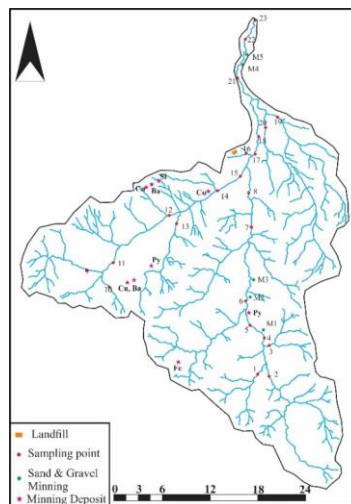 23
22
M5
M4
21
19
20
18
16
17
15
Si
Cu
Ba
Cu
14
8
12
13
7
11
Py
9
10
Cu, Ba
M3
M2
6
Py
5
M1
4
3
Fe
1
2
Landfill
Sampling point
Sand & Gravel
Minning
Minning Deposit
0 6 12 18 24